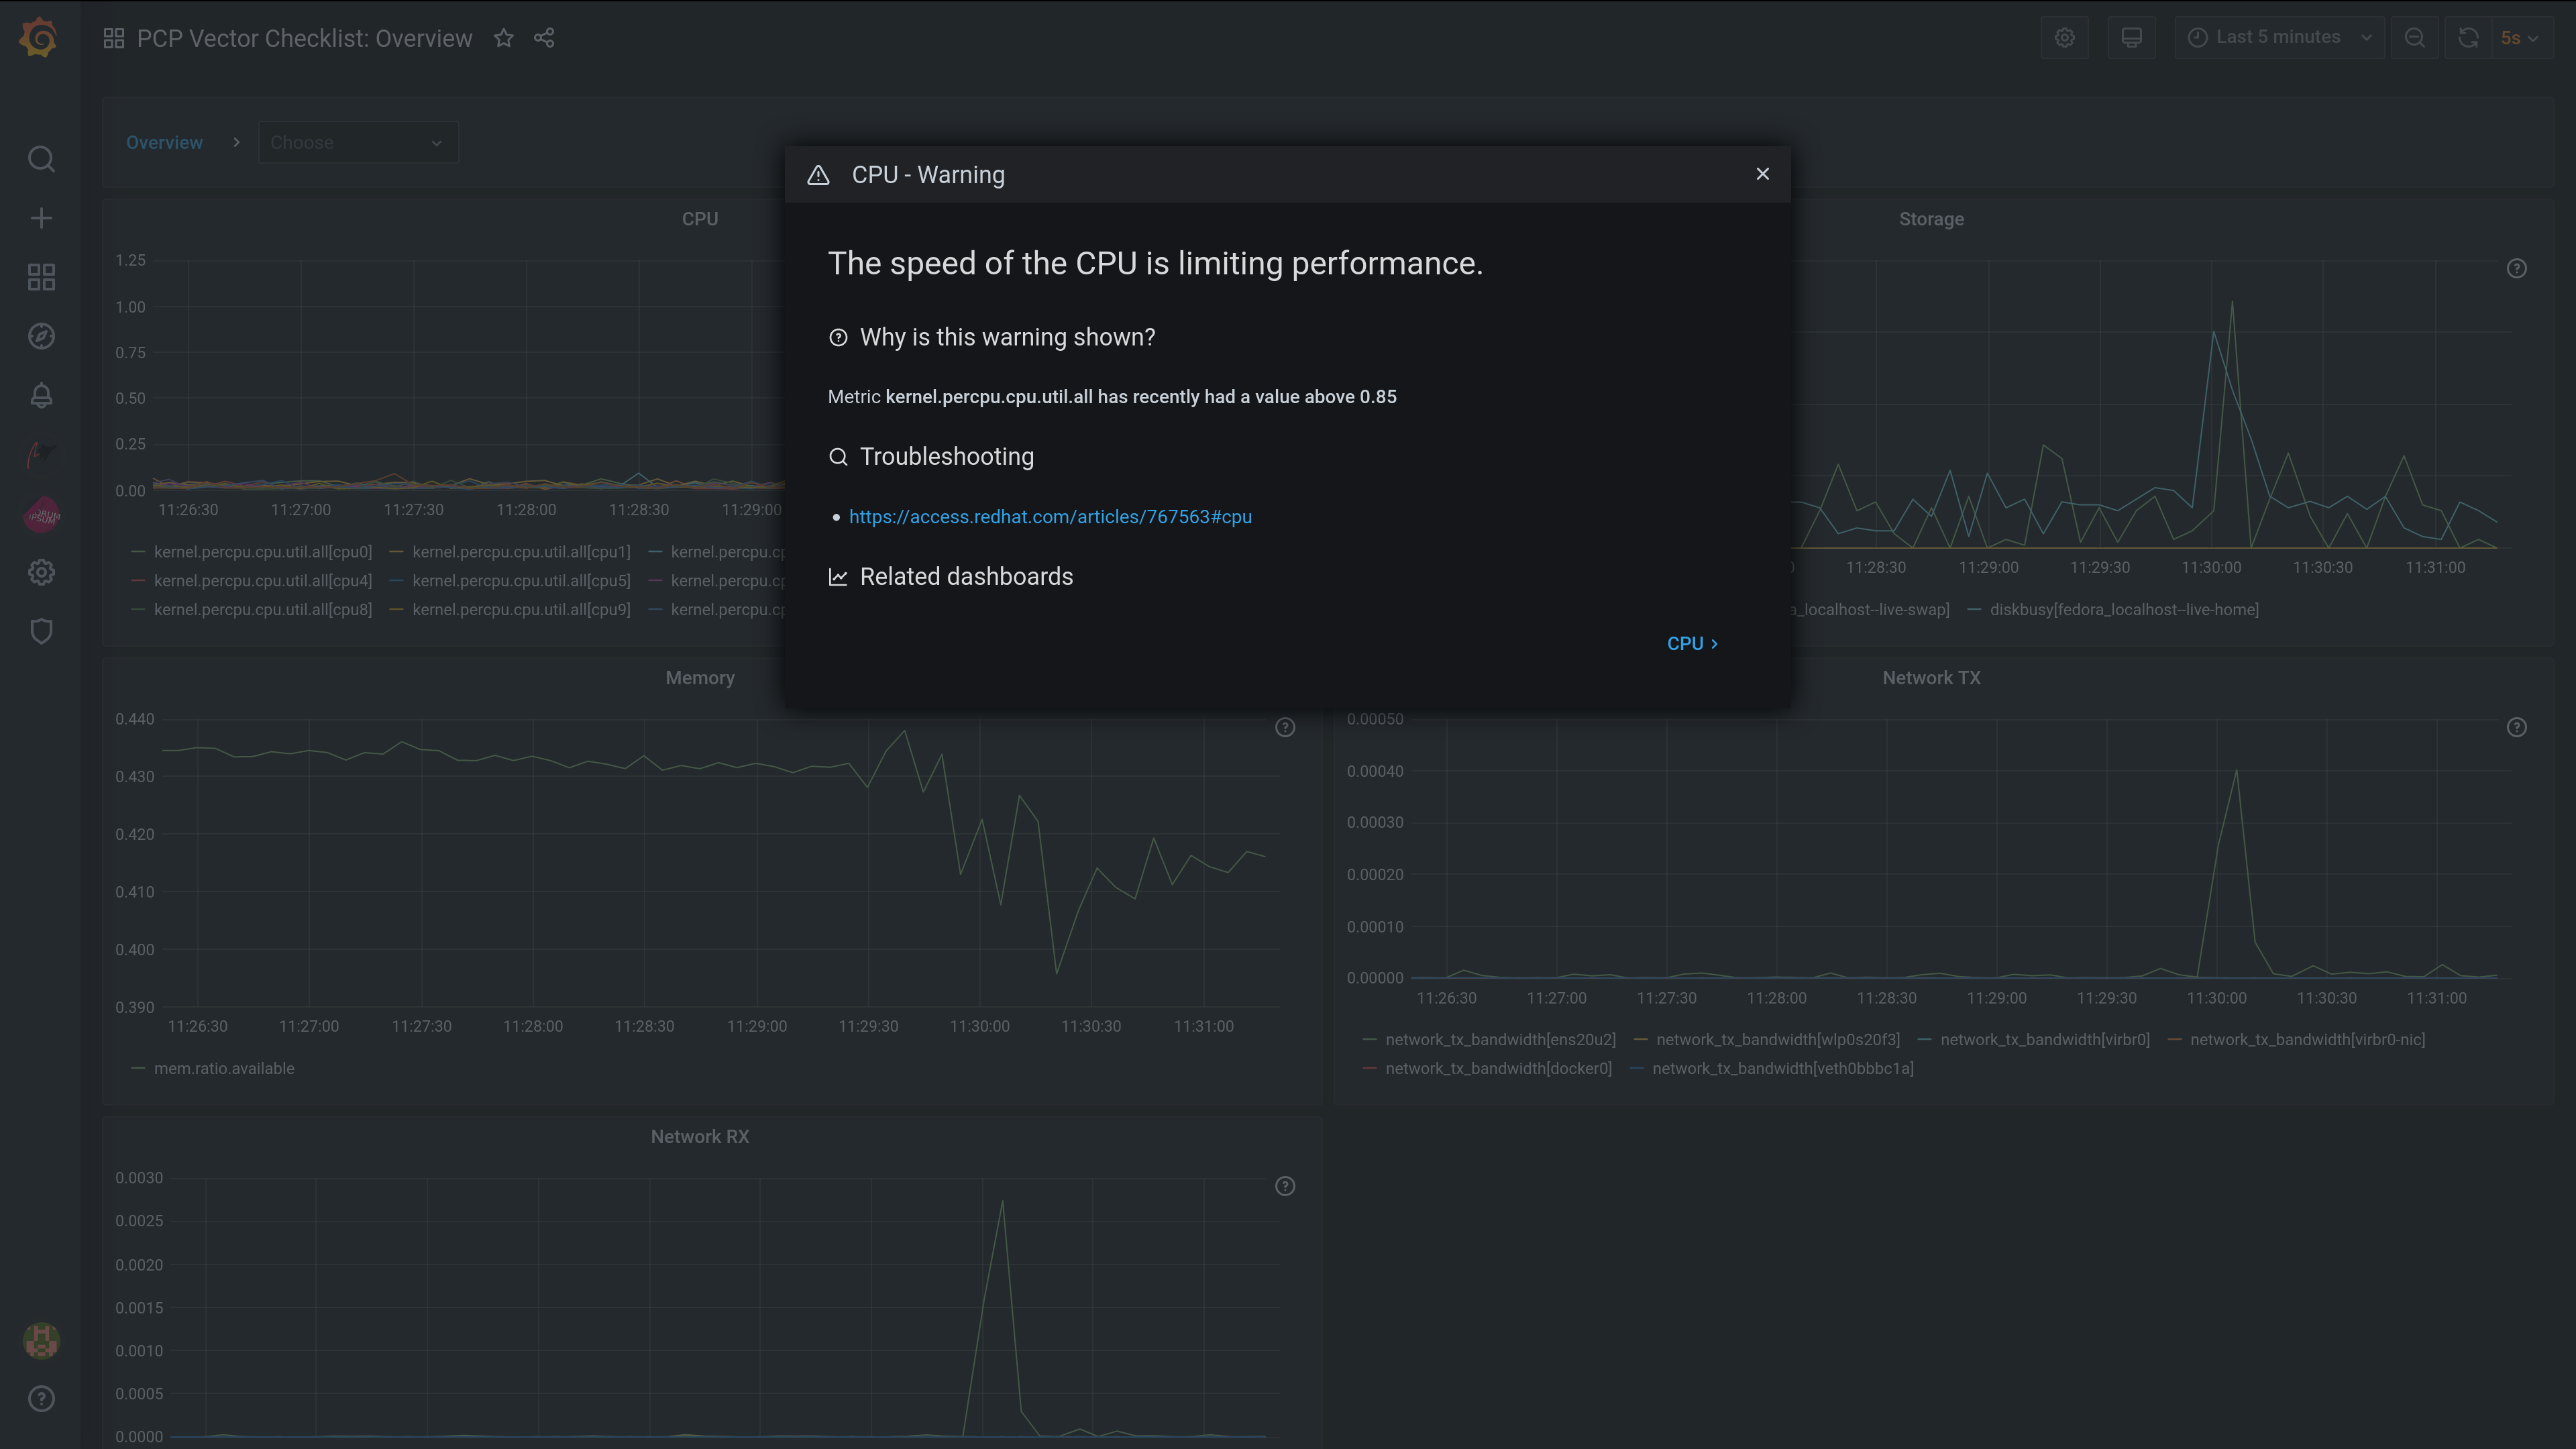 PCP Vector Checklist: Overview
Last 5 minutes
5s
Overview
Choose
CPU - Warning
The speed of the CPU is limiting performance.
Why is this warning shown?
Metric kernel.percpu.cpu.util.all has recently had a value above 0.85
Troubleshooting
https://access.redhat.com/articles/767563#cpu
Related dashboards
CPU
CPU
1.25
1.00
0.75
0.50
0.25
0.00
11:26:30 11:27:00 11:27:30 11:28:00 11:28:30 11:29:00
kernel.percpu.cpu.util.all[cpu0] kernel.percpu.cpu.util.all[cpu1]
kernel.percpu.cpu.util.all[cpu4] kernel.percpu.cpu.util.all[cpu5]
kernel.percpu.cpu.util.all[cpu8] kernel.percpu.cpu.util.all[cpu9]
Storage
11:28:30 11:29:00 11:29:30 11:30:00 11:30:30 11:31:00
a_localhost--live-swap] diskbusy[fedora_localhost--live-home]
Memory
0.440
0.430
0.420
0.410
0.400
0.390
11:26:30 11:27:00 11:27:30 11:28:00 11:28:30 11:29:00 11:29:30 11:30:00 11:30:30 11:31:00
mem.ratio.available
Network TX
0.00050
0.00040
0.00030
0.00020
0.00010
0.00000
11:26:30 11:27:00 11:27:30 11:28:00 11:28:30 11:29:00 11:29:30 11:30:00 11:30:30 11:31:00
network_tx_bandwidth[ens20u2] network_tx_bandwidth[wlp0s20f3] network_tx_bandwidth[virbr0] network_tx_bandwidth[virbr0-nic]
network_tx_bandwidth[docker0] network_tx_bandwidth[veth0bbbc1a]
Network RX
0.0030
0.0025
0.0020
0.0015
0.0010
0.0005
0.0000